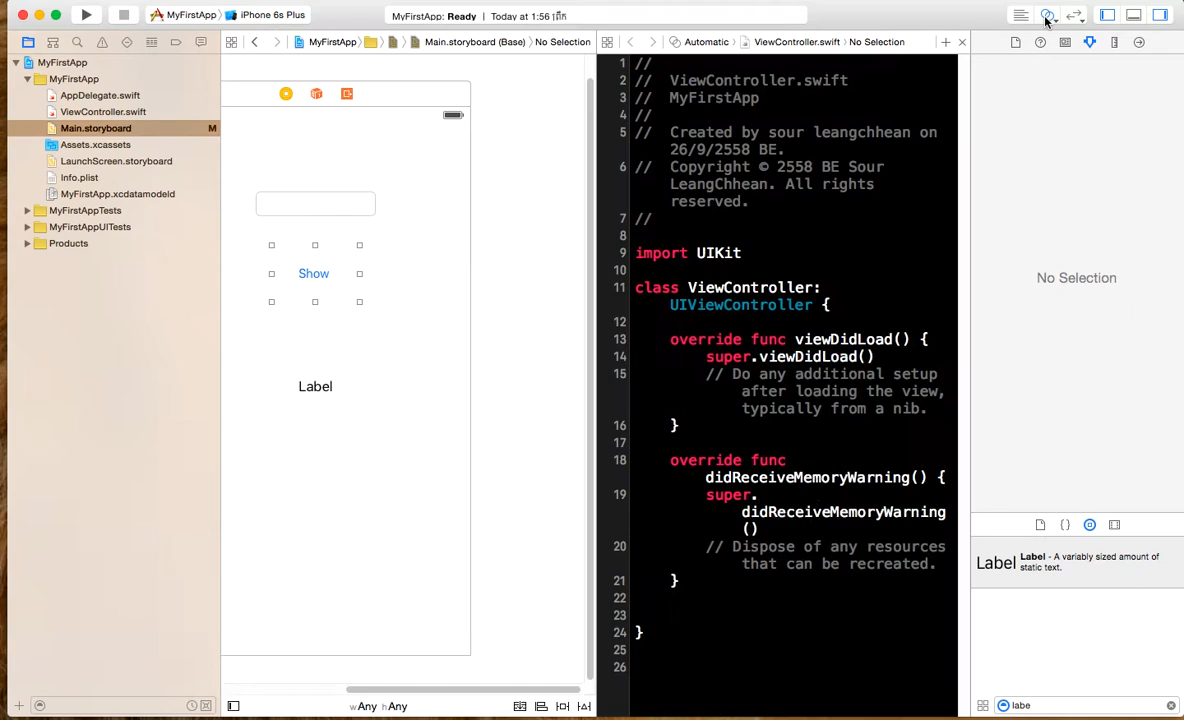 MyFirstApp iPhone 6s Plus
MyFirstApp: Ready | Today at 1:56
MyFirstApp Main.storyboard (Base) No Selection
Automatic ViewController.swift No Selection
MyFirstApp
MyFirstApp
AppDelegate.swift
ViewController.swift
Main.storyboard M
Assets.xcassets
LaunchScreen.storyboard
Info.plist
MyFirstApp.xcdatamodeld
MyFirstAppTests
MyFirstAppUITests
Products
Show
Label
wAny hAny
1 //
2 // ViewController.swift
3 // MyFirstApp
4 //
5 // Created by sour leangchhean on
26/9/2558 BE.
6 // Copyright © 2558 BE Sour
LeangChhean. All rights
reserved.
7 //
8
9 import UIKit
10
11 class ViewController:
UIViewController {
12
13 override func viewDidLoad() {
14 super.viewDidLoad()
15 // Do any additional setup
after loading the view,
typically from a nib.
16 }
17
18 override func
didReceiveMemoryWarning() {
19 super.
didReceiveMemoryWarning
()
20 // Dispose of any resources
that can be recreated.
21 }
22
23
24 }
25
26
No Selection
Label Label - A variably sized amount of
static text.
labe